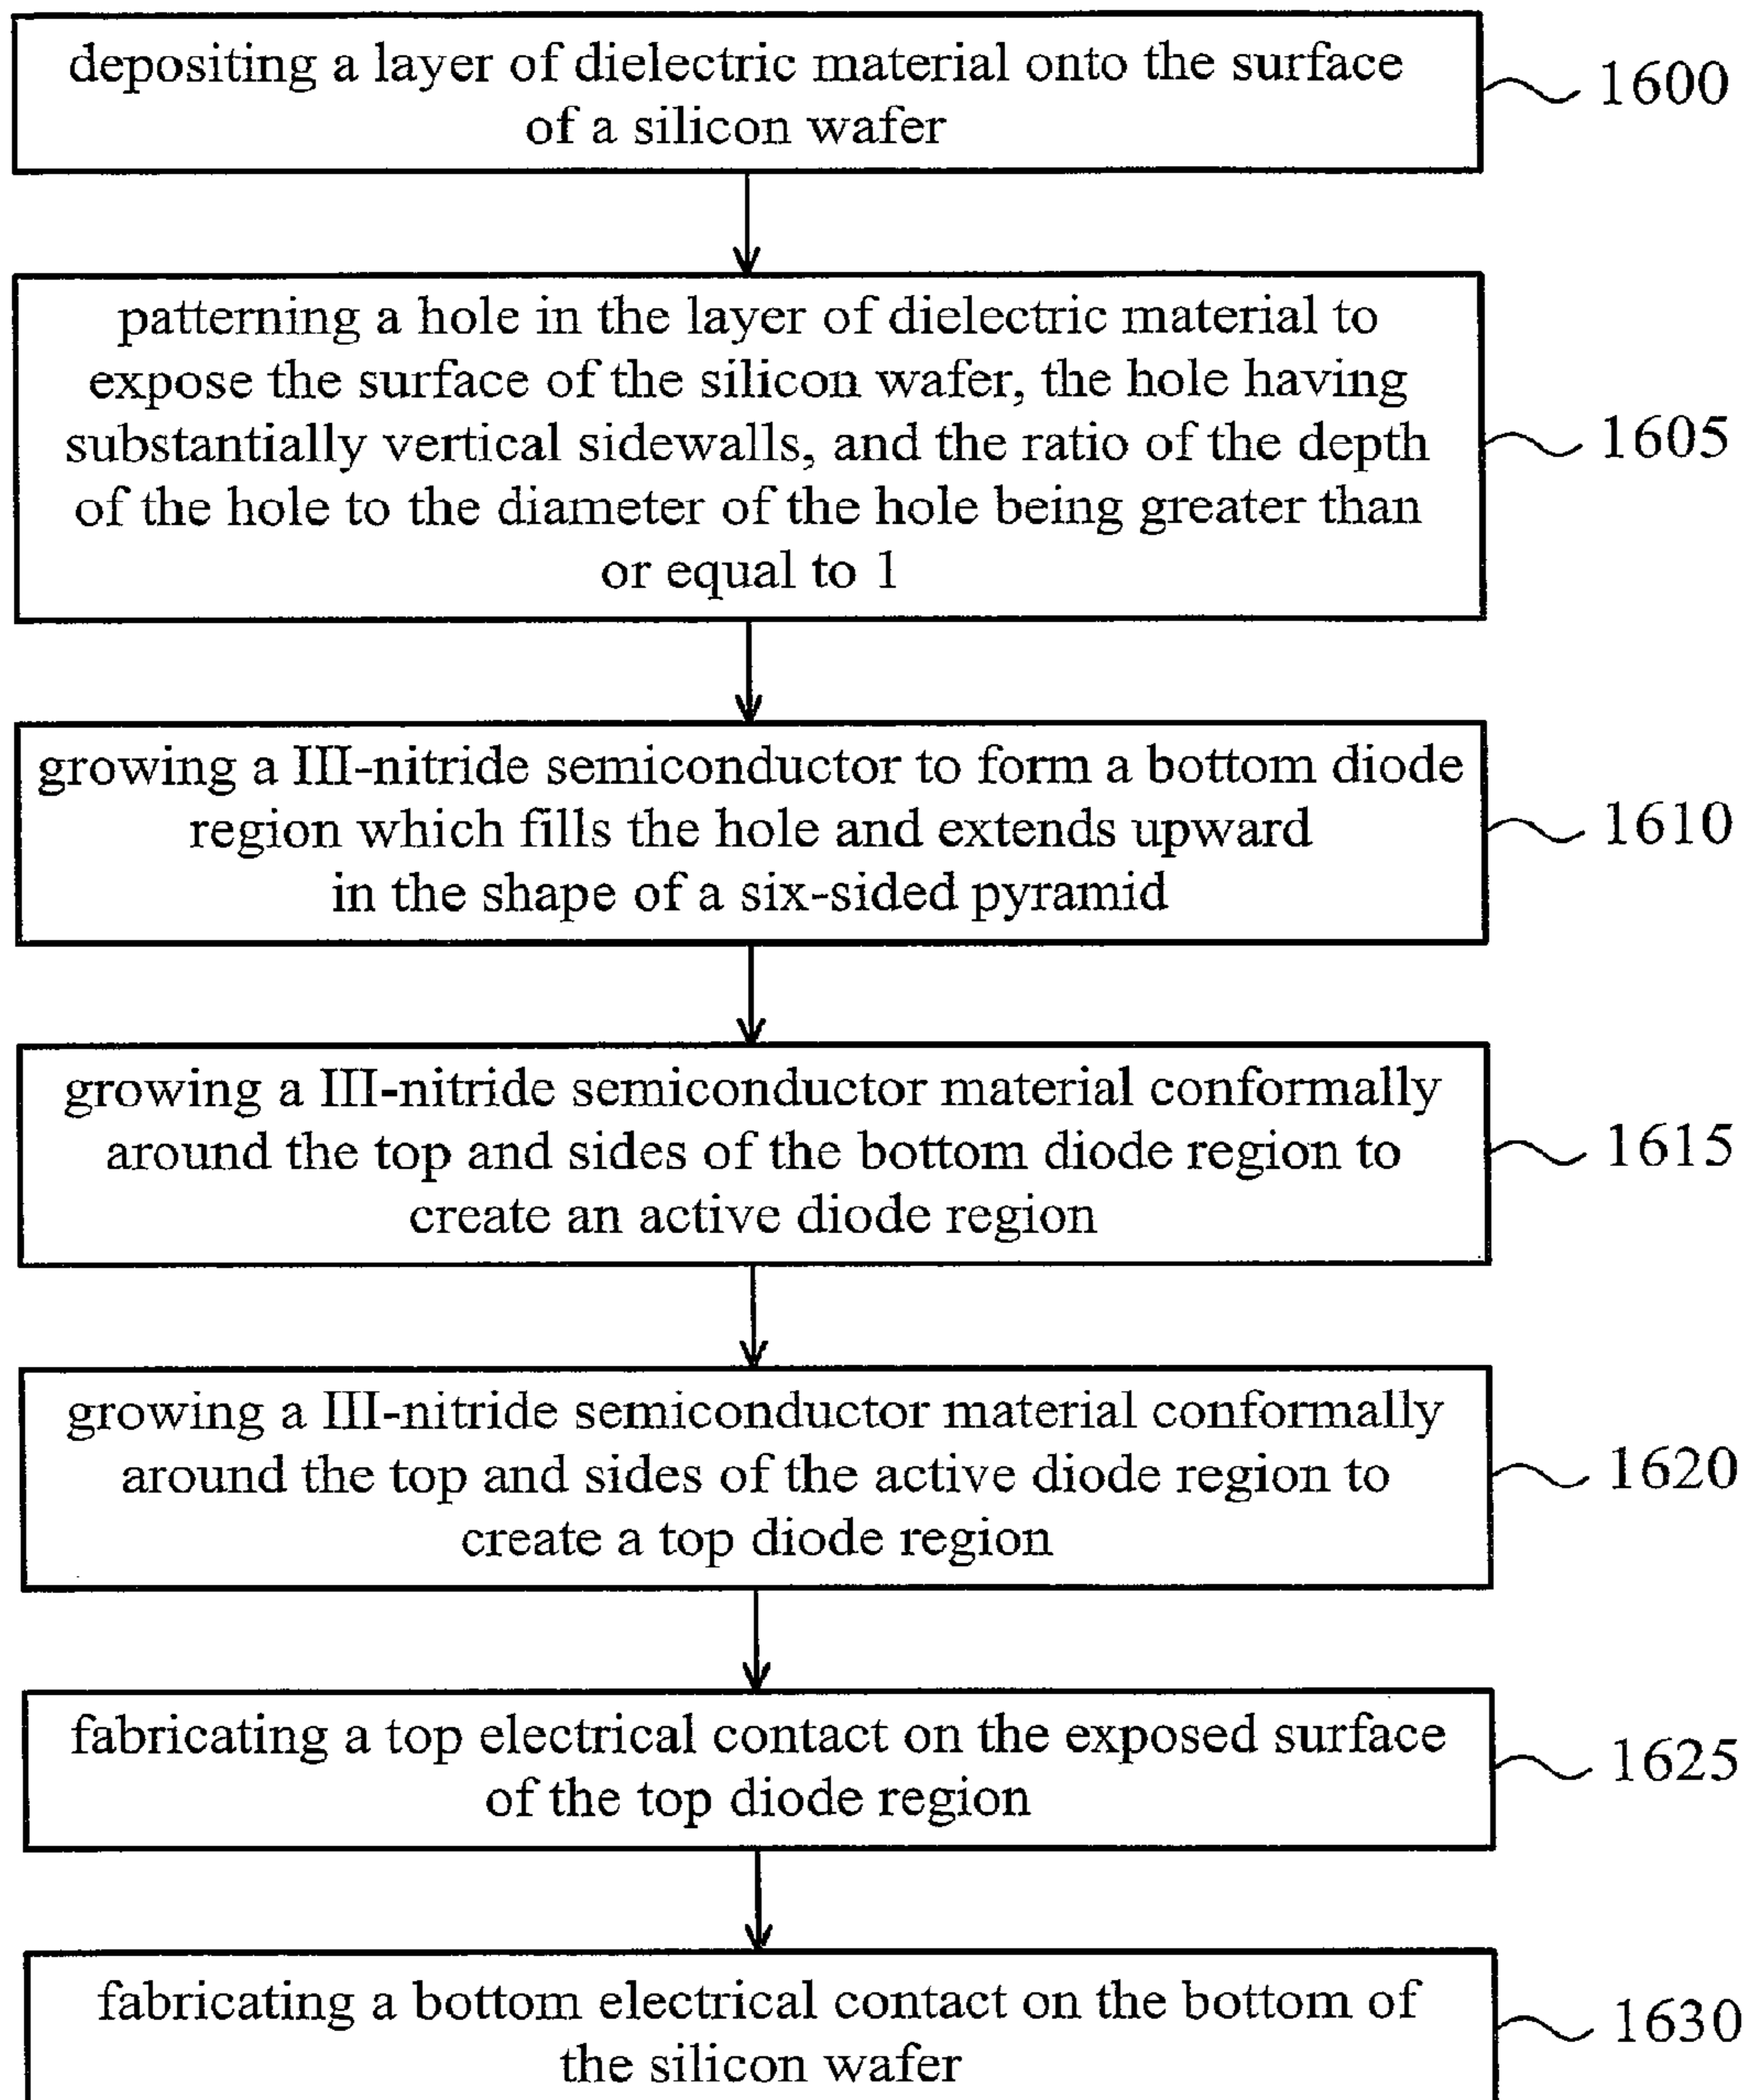 depositing a layer of dielectric material onto the surface
of a silicon wafer
1600
patterning a hole in the layer of dielectric material to
expose the surface of the silicon wafer, the hole having
substantially vertical sidewalls, and the ratio of the depth
of the hole to the diameter of the hole being greater than
or equal to 1
1605
growing a III-nitride semiconductor to form a bottom diode
region which fills the hole and extends upward
in the shape of a six-sided pyramid
1610
growing a III-nitride semiconductor material conformally
around the top and sides of the bottom diode region to
create an active diode region
1615
growing a III-nitride semiconductor material conformally
around the top and sides of the active diode region to
create a top diode region
1620
fabricating a top electrical contact on the exposed surface
of the top diode region
1625
fabricating a bottom electrical contact on the bottom of
the silicon wafer
1630